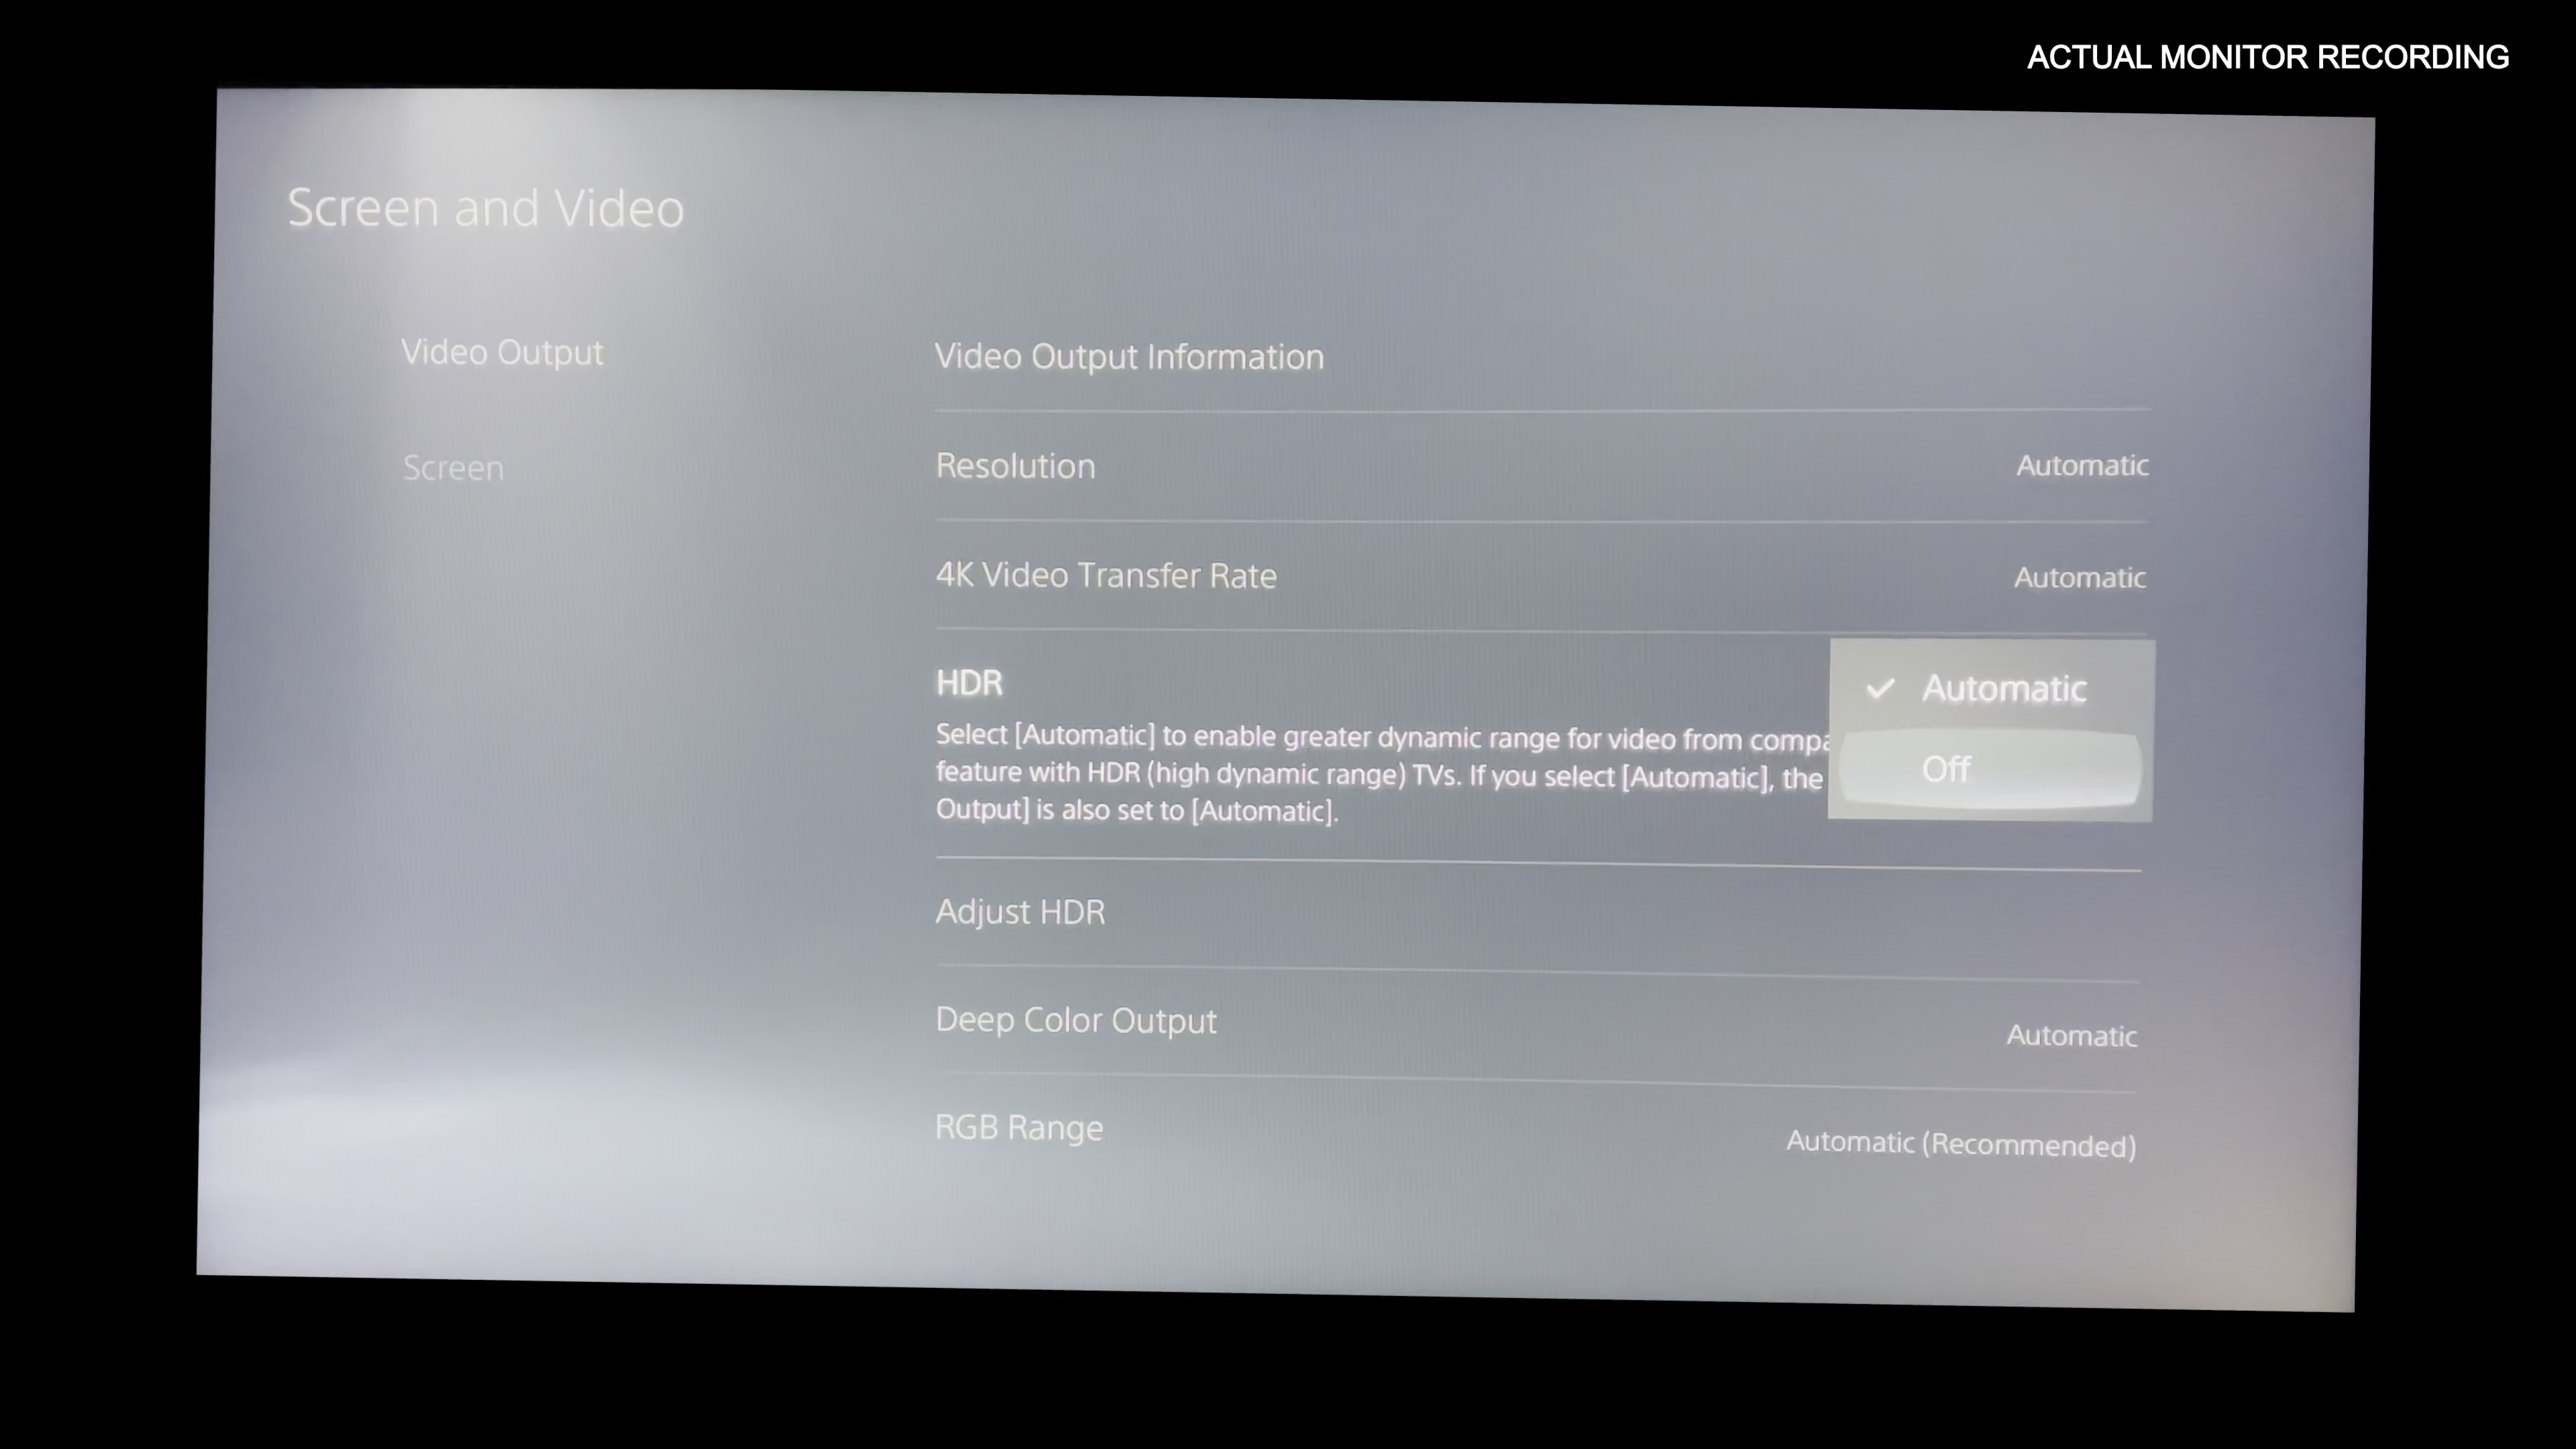 ACTUAL MONITOR RECORDING
Screen and Video
Video Output
Screen
Video Output Information
Resolution Automatic
4K Video Transfer Rate Automatic
HDR
Select [Automatic] to enable greater dynamic range for video from
feature with HDR (high dynamic range) TVs. If you select [Automatic], the
Output] is also set to [Automatic].
✓ Automatic
Off
Adjust HDR
Deep Color Output Automatic
RGB Range Automatic (Recommended)